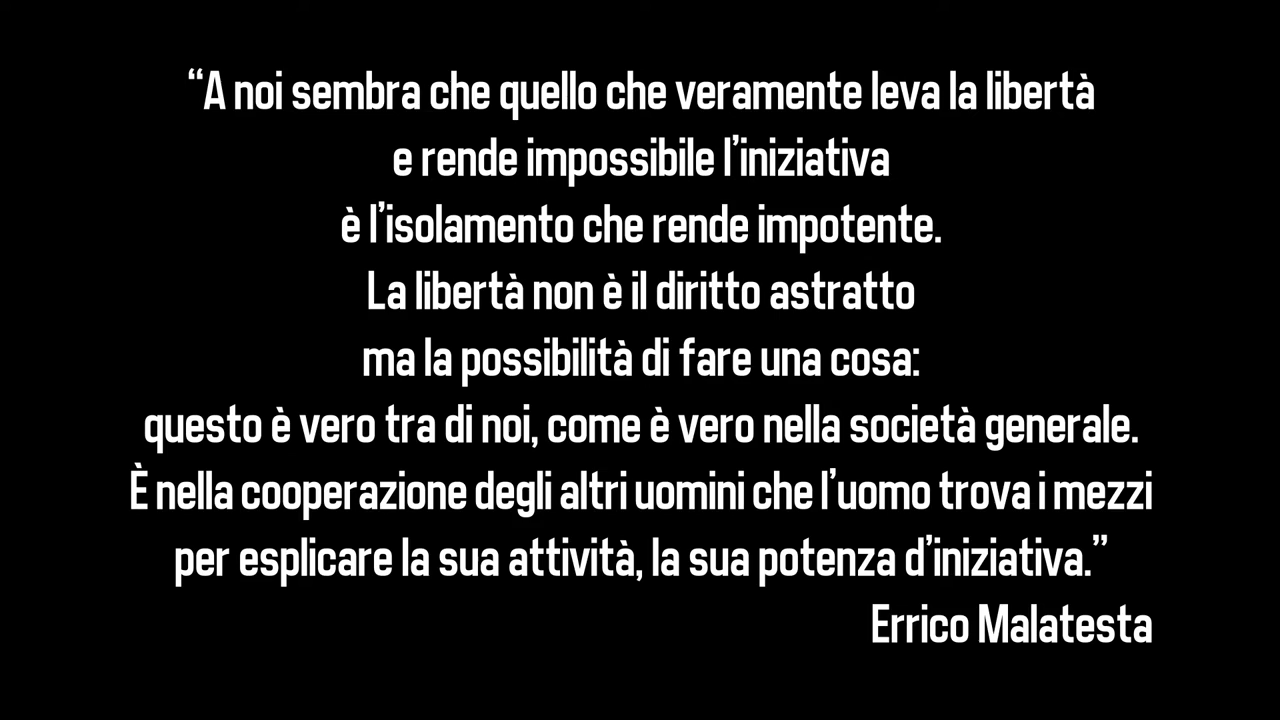 “A noi sembra che quello che veramente leva la libertà
e rende impossibile l’iniziativa
è l’isolamento che rende impotente.
La libertà non è il diritto astratto
ma la possibilità di fare una cosa:
questo è vero tra di noi, come è vero nella società generale.
È nella cooperazione degli altri uomini che l’uomo trova i mezzi
per esplicare la sua attività, la sua potenza d’iniziativa.”
Errico Malatesta